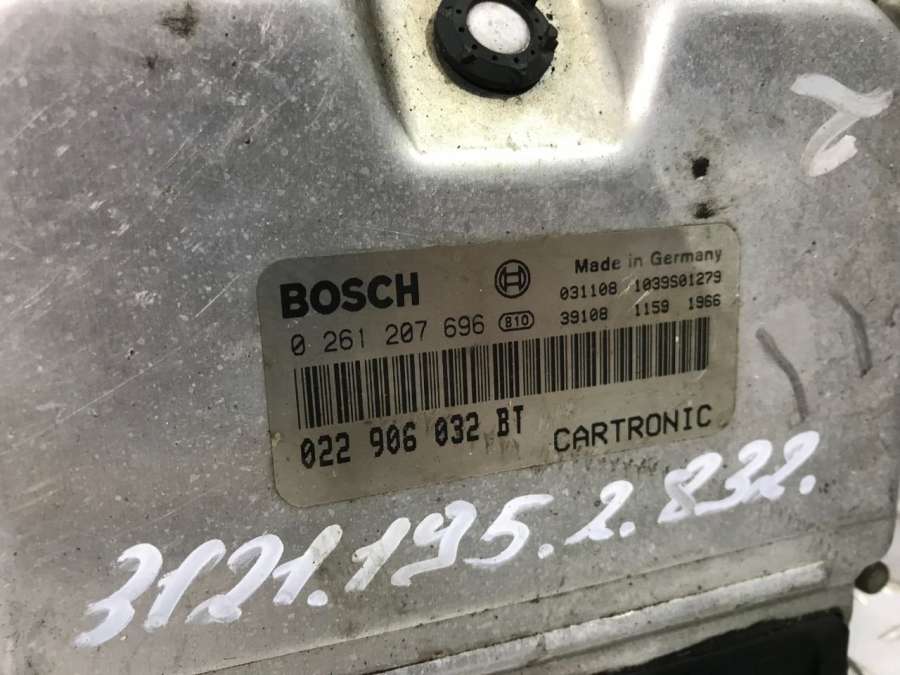 2
BOSCH
Made in Germany
031108 1039S01279
0 261 207 696 810 39108 1159 1966
022 906 032 BT CARTRONIC
3121.195.2.832.